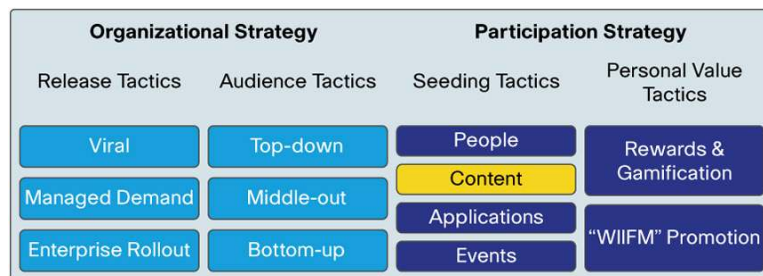 Organizational Strategy
Participation Strategy
Release Tactics
Audience Tactics
Seeding Tactics
Personal Value
Tactics
Viral
Managed Demand
Enterprise Rollout
Top-down
Middle-out
Bottom-up
People
Content
Applications
Events
Rewards &
Gamification
“WIIFM” Promotion